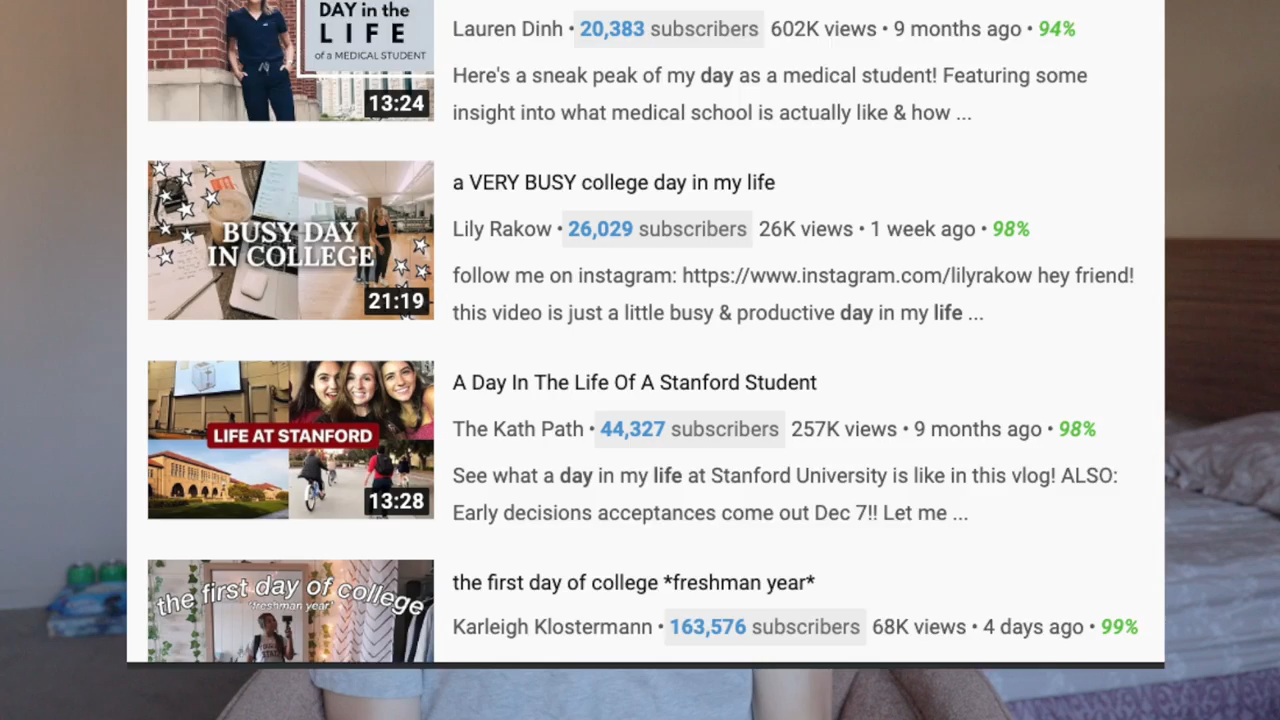 DAY in the
LIFE
of a MEDICAL STUDENT
13:24
Lauren Dinh • 20,383 subscribers 602K views • 9 months ago • 94%
Here's a sneak peak of my day as a medical student! Featuring some
insight into what medical school is actually like & how ...
BUSY DAY
IN COLLEGE
21:19
a VERY BUSY college day in my life
Lily Rakow • 26,029 subscribers 26K views • 1 week ago • 98%
follow me on instagram: https://www.instagram.com/lilyrakow hey friend!
this video is just a little busy & productive day in my life ...
LIFE AT STANFORD
13:28
A Day In The Life Of A Stanford Student
The Kath Path • 44,327 subscribers 257K views • 9 months ago • 98%
See what a day in my life at Stanford University is like in this vlog! ALSO:
Early decisions acceptances come out Dec 7!! Let me ...
the first day of college
*freshman year*
the first day of college *freshman year*
Karleigh Klostermann • 163,576 subscribers 68K views • 4 days ago • 99%